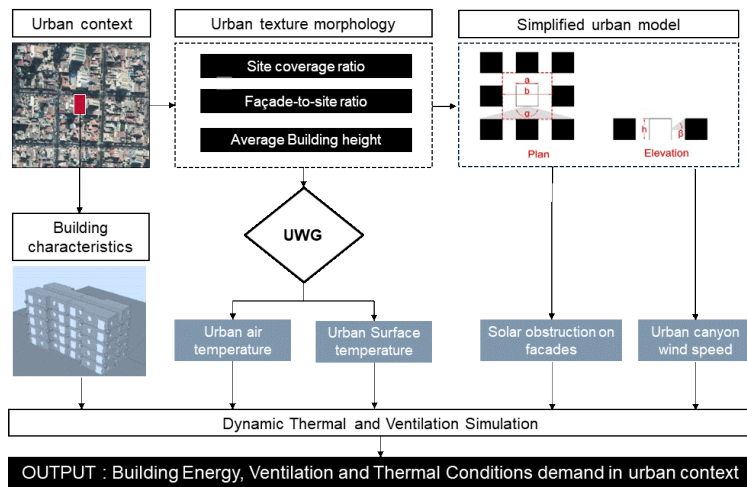 Urban context
Urban texture morphology
Simplified urban model
Site coverage ratio
Façade-to-site ratio
Average Building height
a
b
α
h
β
Plan
Elevation
Building
characteristics
UWG
Urban air
temperature
Urban Surface
temperature
Solar obstruction on
facades
Urban canyon
wind speed
Dynamic Thermal and Ventilation Simulation
OUTPUT : Building Energy, Ventilation and Thermal Conditions demand in urban context